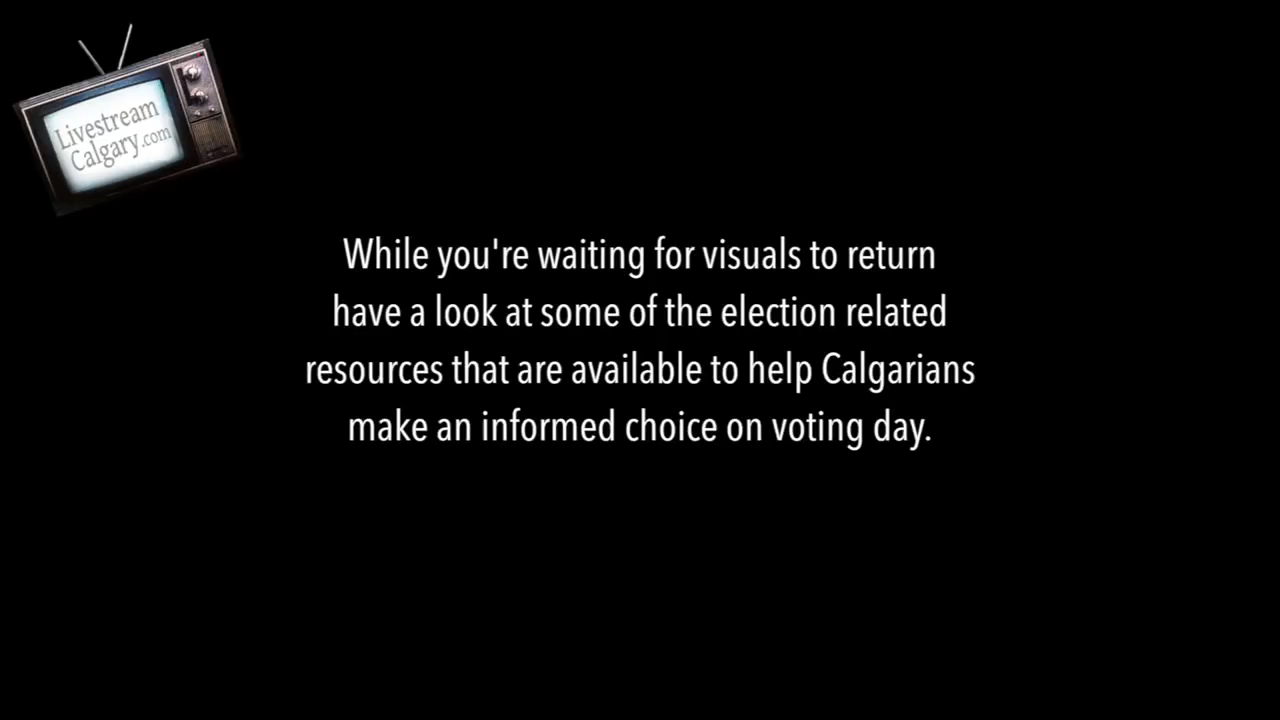 Livestream
Calgary.com
While you're waiting for visuals to return
have a look at some of the election related
resources that are available to help Calgarians
make an informed choice on voting day.